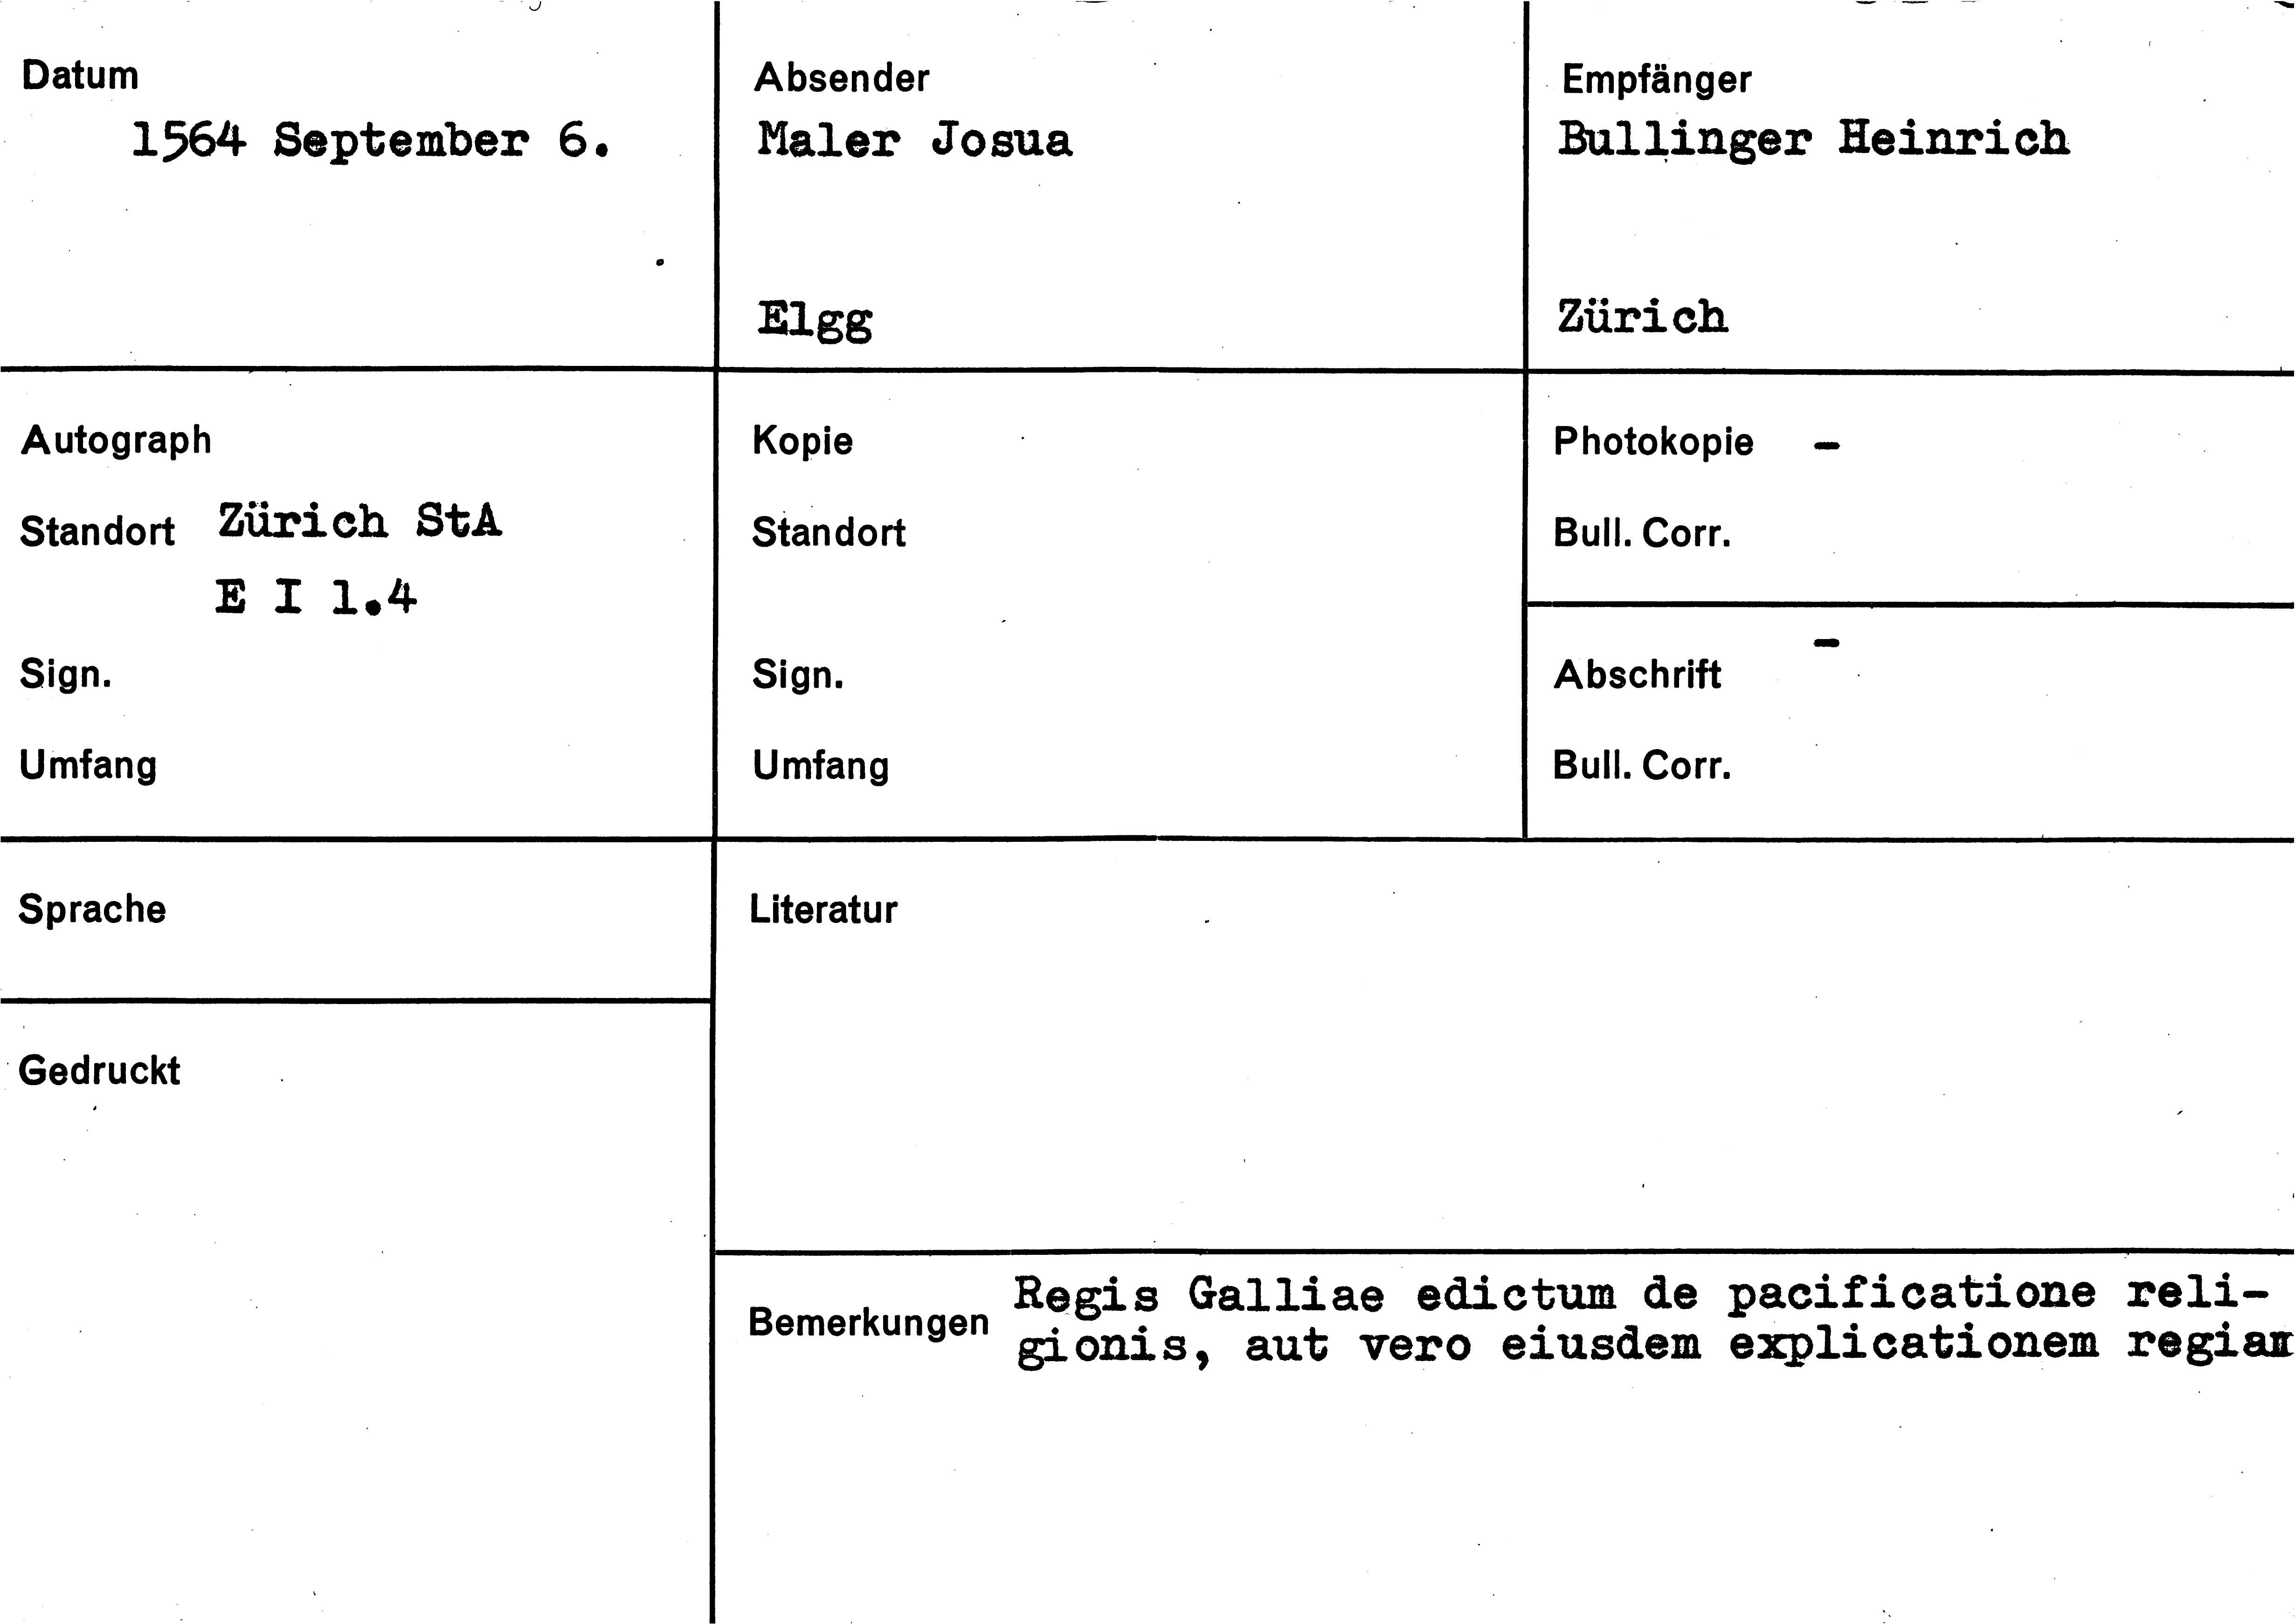 Datum
1564 September 6.
Absender
Maler Josua
Elgg
Empfänger
Bullinger Heinrich
Zürich
Autograph
Standort Zürich StA
E I 1.4
Sign.
Umfang
Kopie
Standort
Sign.
Umfang
Photokopie -
Bull. Corr.
-
Abschrift
Bull. Corr.
Sprache
Literatur
Gedruckt
Bemerkungen Regis Galliae edictum de pacificatione reli-
gionis, aut vero eiusdem explicationem regiam